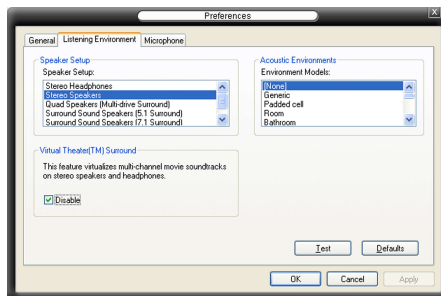 Preferences
X
General
Listening Environment
Microphone
Speaker Setup
Speaker Setup:
Stereo Headphones
Stereo Speakers
Quad Speakers (Multi-drive Surround)
Surround Sound Speakers (5.1 Surround)
Surround Sound Speakers (7.1 Surround)
Acoustic Environments
Environment Models:
(None)
Generic
Padded cell
Room
Bathroom
Virtual Theater(TM) Surround
This feature virtualizes multi-channel movie soundtracks
on stereo speakers and headphones.
Disable
Test
Defaults
OK
Cancel
Apply